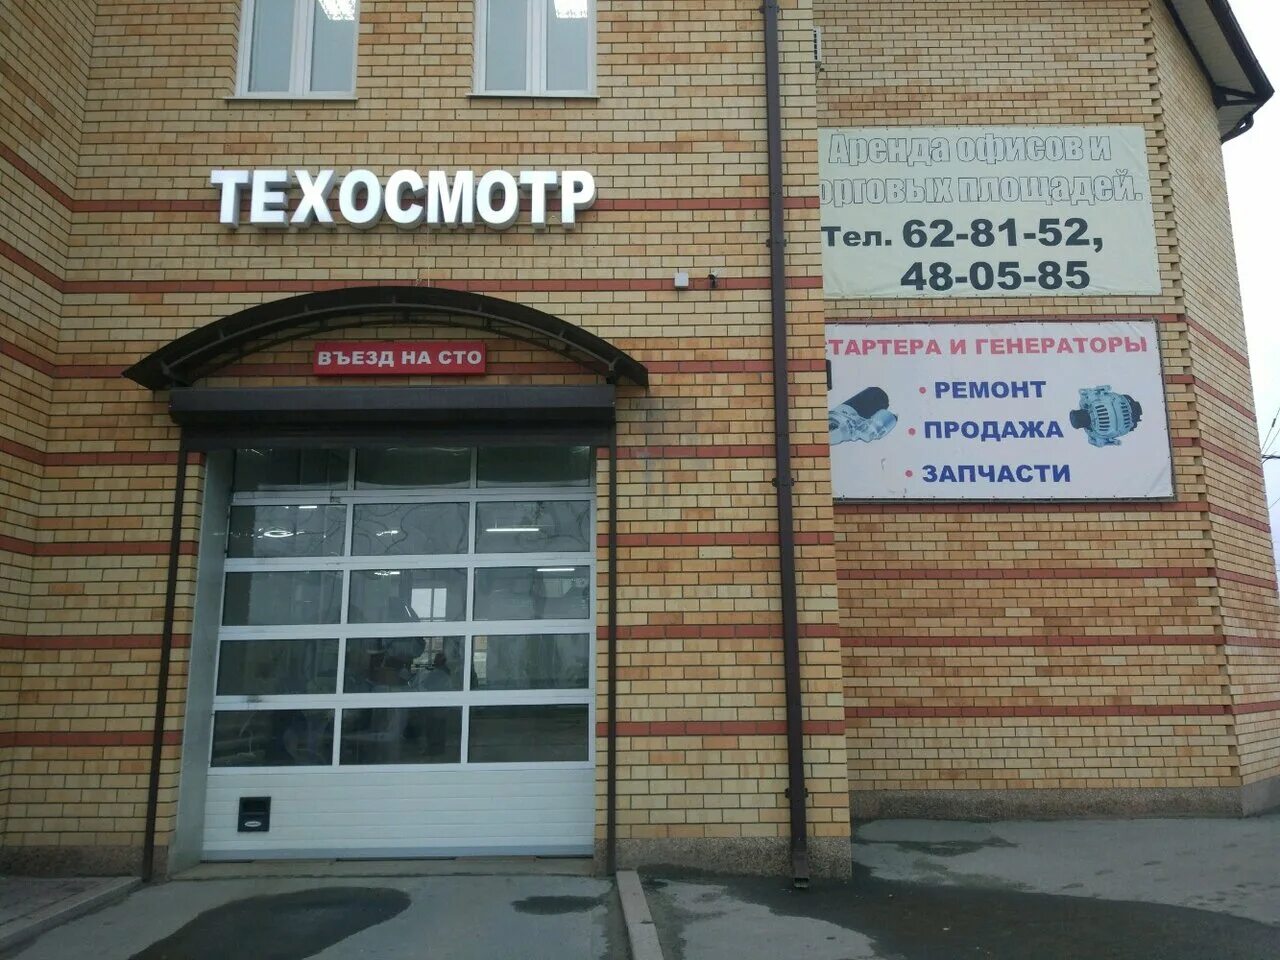 ТЕХОСМОТР
ВЪЕЗД НА СТО
Аренда офисов и
орговых площадей.
Тел. 62-81-52,
48-05-85
ТАРТЕРА И ГЕНЕРАТОРЫ
• РЕМОНТ
• ПРОДАЖА
• ЗАПЧАСТИ